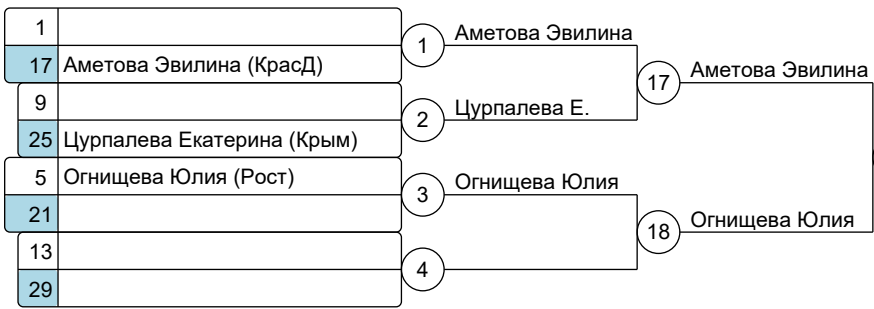 1
17 Аметова Эвилина (КрасД)
9
25 Цурпалева Екатерина (Крым)
5 Огнищева Юлия (Рост)
21
13
29
1 Аметова Эвилина
2 Цурпалева Е.
3 Огнищева Юлия
4
17 Аметова Эвилина
18 Огнищева Юлия